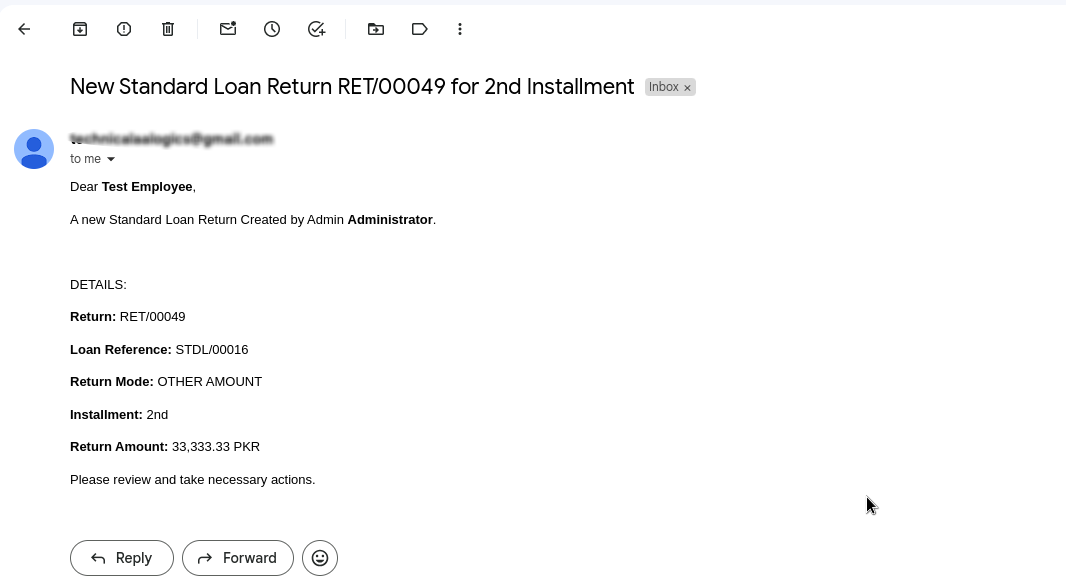 New Standard Loan Return RET/00049 for 2nd Installment Inbox ×
to me
Dear Test Employee,
A new Standard Loan Return Created by Admin Administrator.
DETAILS:
Return: RET/00049
Loan Reference: STDL/00016
Return Mode: OTHER AMOUNT
Installment: 2nd
Return Amount: 33,333.33 PKR
Please review and take necessary actions.
Reply Forward